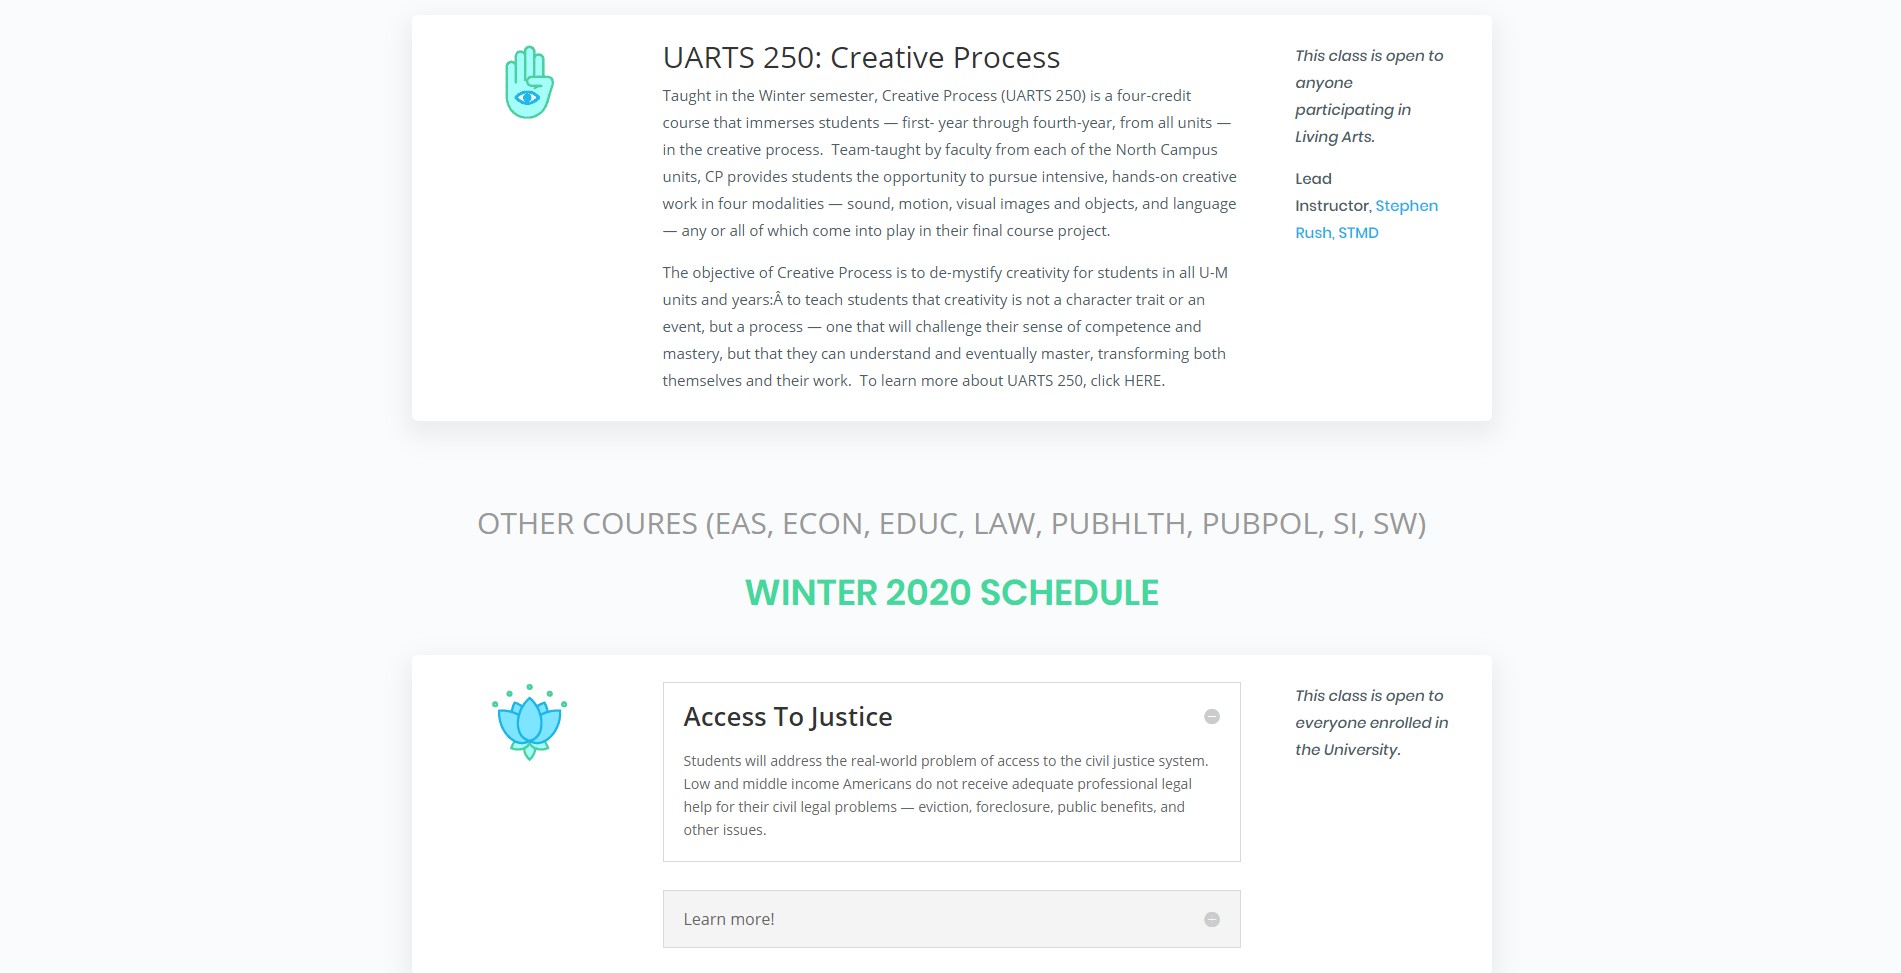 UARTS 250: Creative Process
Taught in the Winter semester, Creative Process (UARTS 250) is a four-credit
course that immerses students — first- year through fourth-year, from all units —
in the creative process.  Team-taught by faculty from each of the North Campus
units, CP provides students the opportunity to pursue intensive, hands-on creative
work in four modalities — sound, motion, visual images and objects, and language
— any or all of which come into play in their final course project.
The objective of Creative Process is to de-mystify creativity for students in all U-M
units and years:Â to teach students that creativity is not a character trait or an
event, but a process — one that will challenge their sense of competence and
mastery, but that they can understand and eventually master, transforming both
themselves and their work.  To learn more about UARTS 250, click HERE.
This class is open to
anyone
participating in
Living Arts.
Lead
Instructor, Stephen
Rush, STMD
OTHER COURES (EAS, ECON, EDUC, LAW, PUBHLTH, PUBPOL, SI, SW)
WINTER 2020 SCHEDULE
Access To Justice
Students will address the real-world problem of access to the civil justice system.
Low and middle income Americans do not receive adequate professional legal
help for their civil legal problems — eviction, foreclosure, public benefits, and
other issues.
Learn more!
This class is open to
everyone enrolled in
the University.